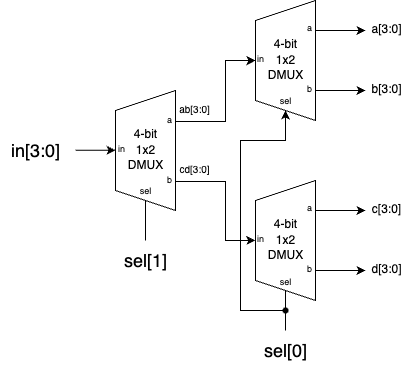 a
a[3:0]
4-bit
1x2
DMUX
in
b
b[3:0]
sel
ab[3:0]
a
4-bit
1x2
DMUX
in[3:0]
in
cd[3:0]
b
sel
sel[1]
a
c[3:0]
4-bit
1x2
DMUX
in
b
d[3:0]
sel
sel[0]